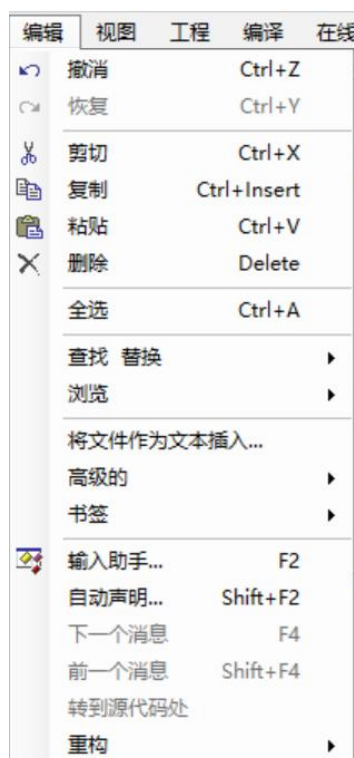 编辑 视图 工程 编译 在线
撤消 Ctrl+Z
恢复 Ctrl+Y
剪切 Ctrl+X
复制 Ctrl+Insert
粘贴 Ctrl+V
删除 Delete
全选 Ctrl+A
查找 替换
浏览
将文件作为文本插入...
高级的
书签
输入助手... F2
自动声明... Shift+F2
下一个消息 F4
前一个消息 Shift+F4
转到源代码处
重构